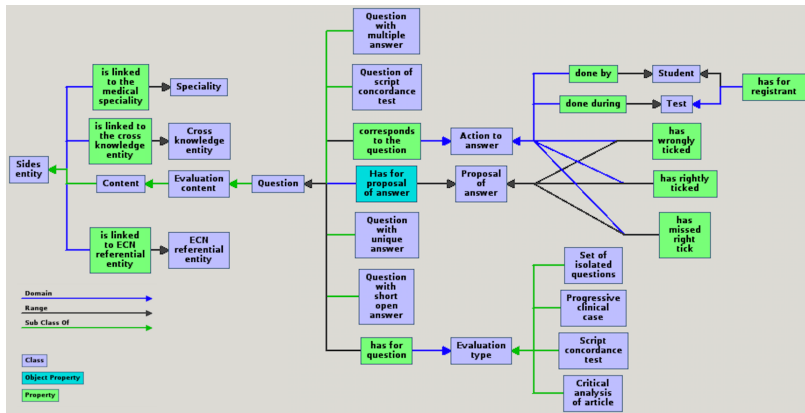 Question
with
multiple
answer
Question of
script
concordance
test
is linked
to the
medical
speciality
Speciality
done by
Student
has for
registrant
done during
Test
is linked to
the cross
knowledge
entity
Cross
knowledge
entity
corresponds
to the
question
Action to
answer
has
wrongly
ticked
Sides
entity
Content
Evaluation
content
Question
Has for
proposal
of answer
Proposal
of
answer
has rightly
ticked
is linked
to ECN
referential
entity
ECN
referential
entity
Question
with
unique
answer
has
missed
right
tick
Question
with
short
open
answer
Set of
isolated
questions
Progressive
clinical
case
has for
question
Evaluation
type
Script
concordance
test
Critical
analysis
of article
Domain
Range
Sub Class Of
Class
Object Property
Property